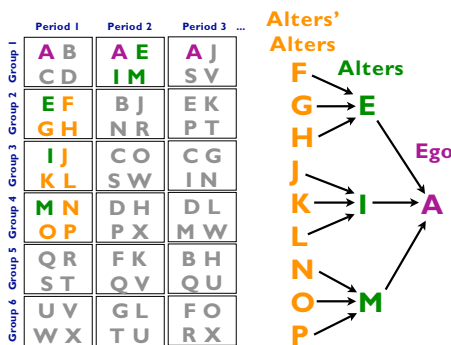 Period 1 Period 2 Period 3 ...
Group 1
A B A E A J
C D I M S V
Group 2
E F B J E K
G H N R P T
Group 3
I J C O C G
K L S W I N
Group 4
M N D H D L
O P P X M W
Group 5
Q R F K B H
S T Q V Q U
Group 6
U V G L F O
W X T U R X
Alters'
Alters
Alters
Ego
F
G
H
E
J
K
L
I
A
N
O
P
M